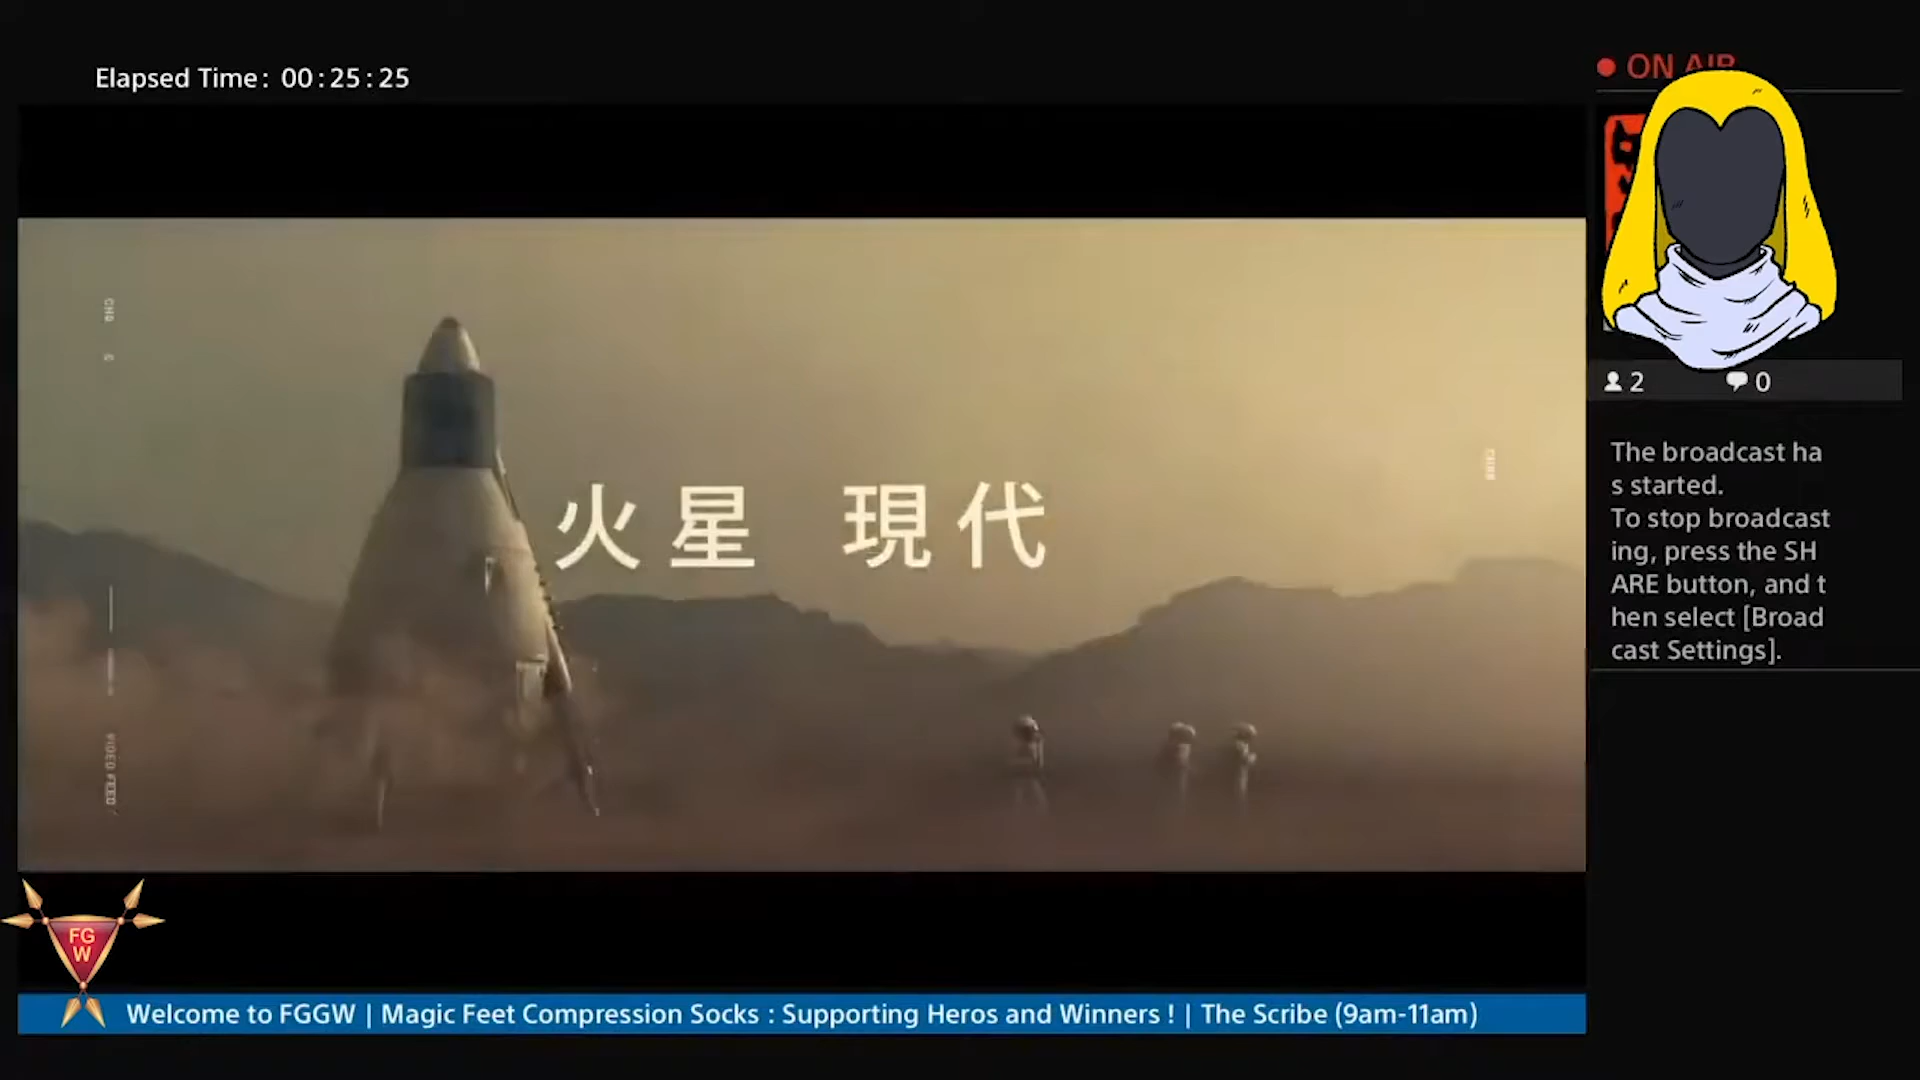 Elapsed Time: 00:25:25
ON AIR
火星 現代
VIDEO FEED
2
0
The broadcast ha
s started.
To stop broadcast
ing, press the SH
ARE button, and t
hen select [Broad
cast Settings].
FG
W
Welcome to FGGW | Magic Feet Compression Socks : Supporting Heros and Winners ! | The Scribe (9am-11am)